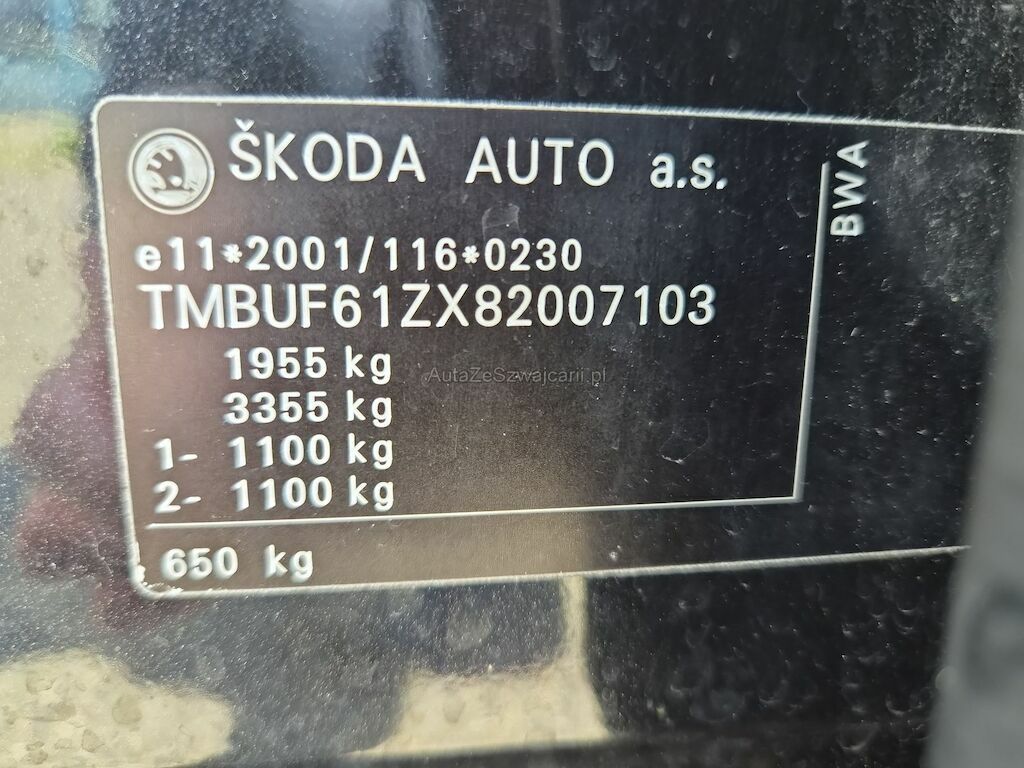 ŠKODA AUTO a.s.
BWA
e11*2001/116*0230
TMBUF61ZX82007103
1955 kg
3355 kg
1- 1100 kg
2- 1100 kg
650 kg
AutaZeSzwajcarii.pl